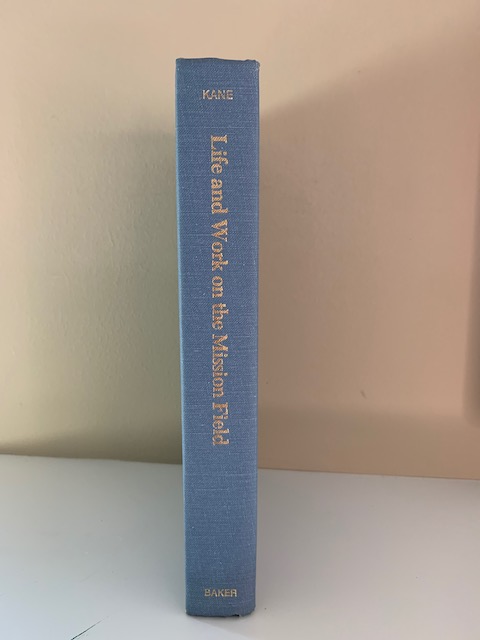 KANE
Life and Work on the Mission Field
BAKER